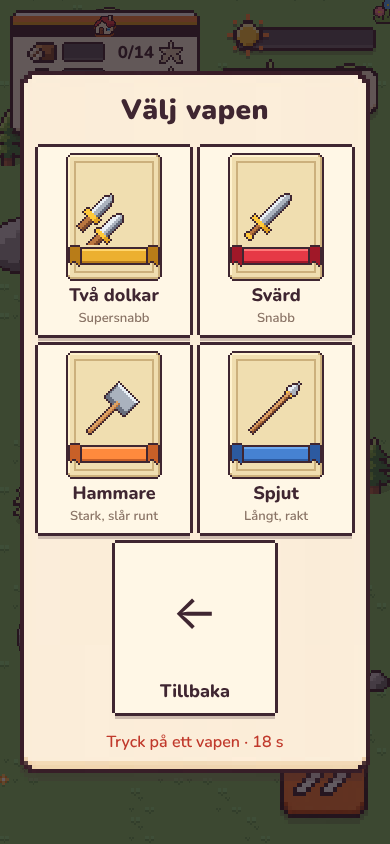 0/14
Välj vapen
Två dolkar
Supersnabb
Svärd
Snabb
Hammare
Stark, slår runt
Spjut
Långt, rakt
Tillbaka
Tryck på ett vapen · 18 s